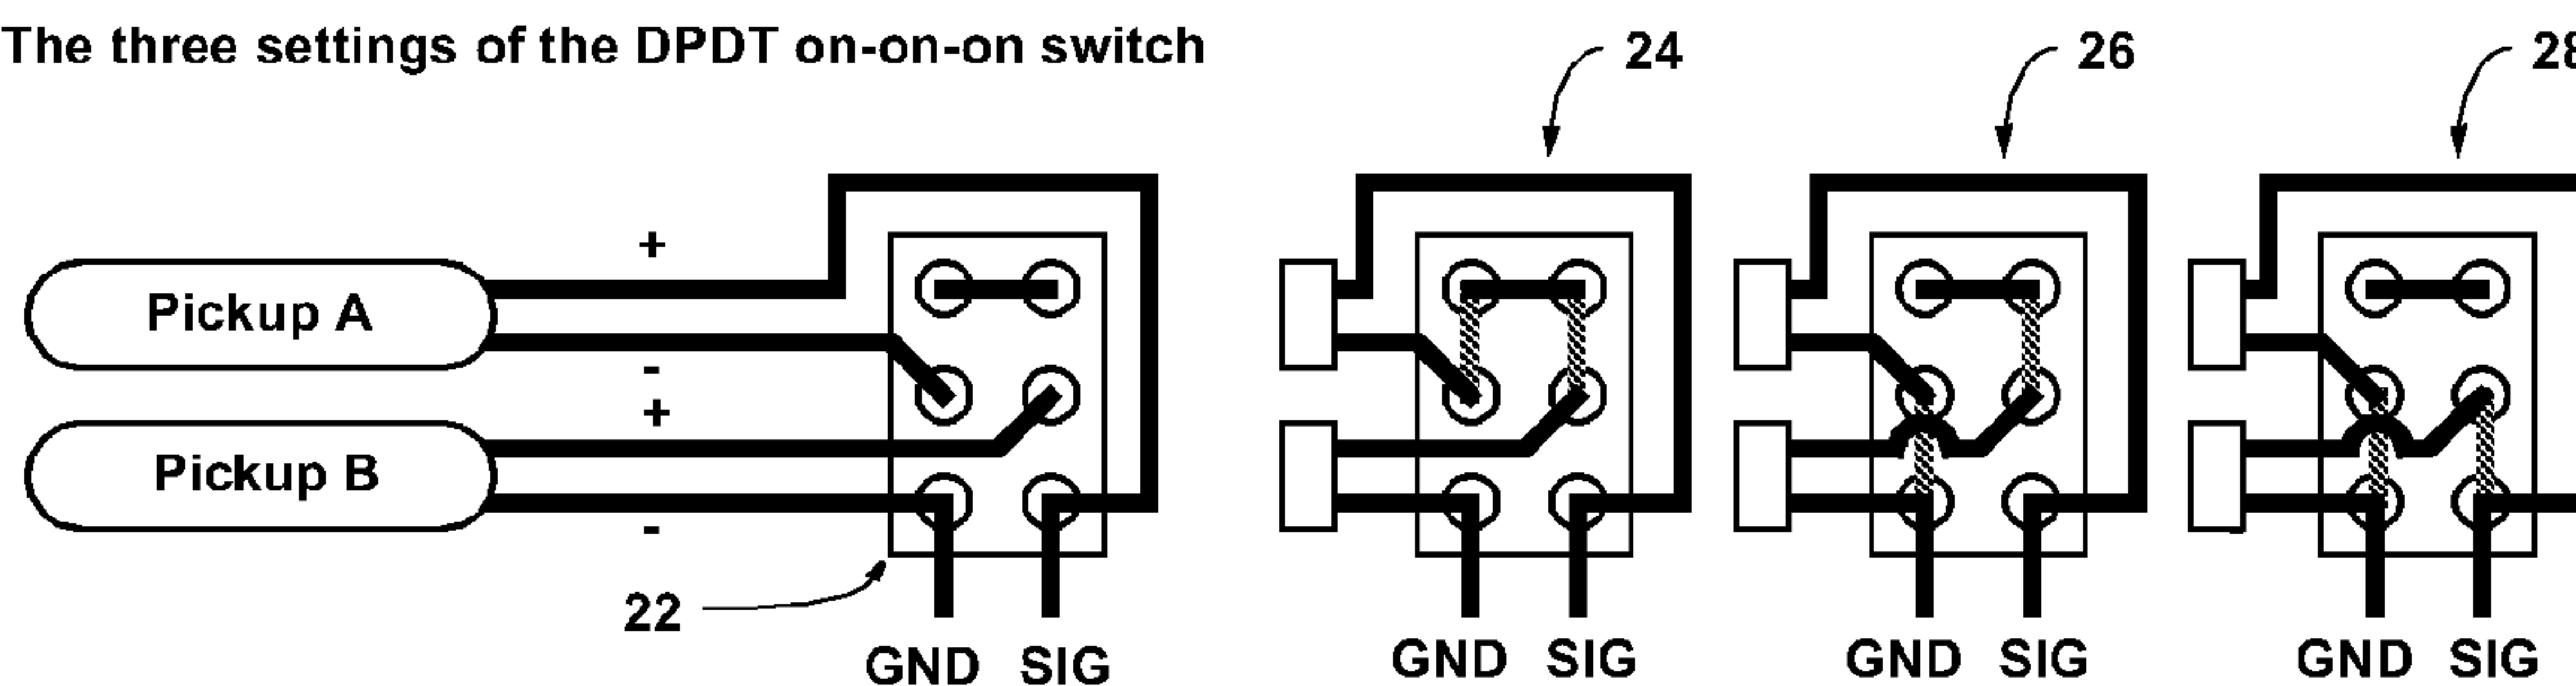 The three settings of the DPDT on-on-on switch
24
26
28
+
Pickup A
-
+
Pickup B
-
22
GND SIG
GND SIG
GND SIG
GND SIG